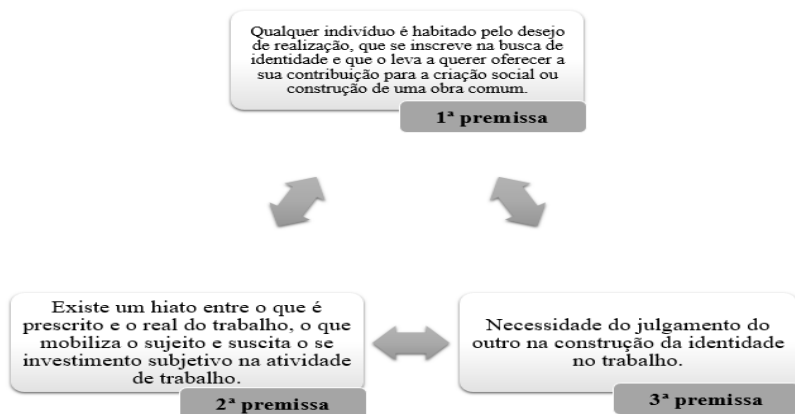 Qualquer indivíduo é habitado pelo desejo
de realização, que se inscreve na busca de
identidade e que o leva a querer oferecer a
sua contribuição para a criação social ou
construção de uma obra comum.
1ª premissa
Existe um hiato entre o que é
prescrito e o real do trabalho, o que
mobiliza o sujeito e suscita o se
investimento subjetivo na atividade
de trabalho.
2ª premissa
Necessidade do julgamento do
outro na construção da identidade
no trabalho.
3ª premissa